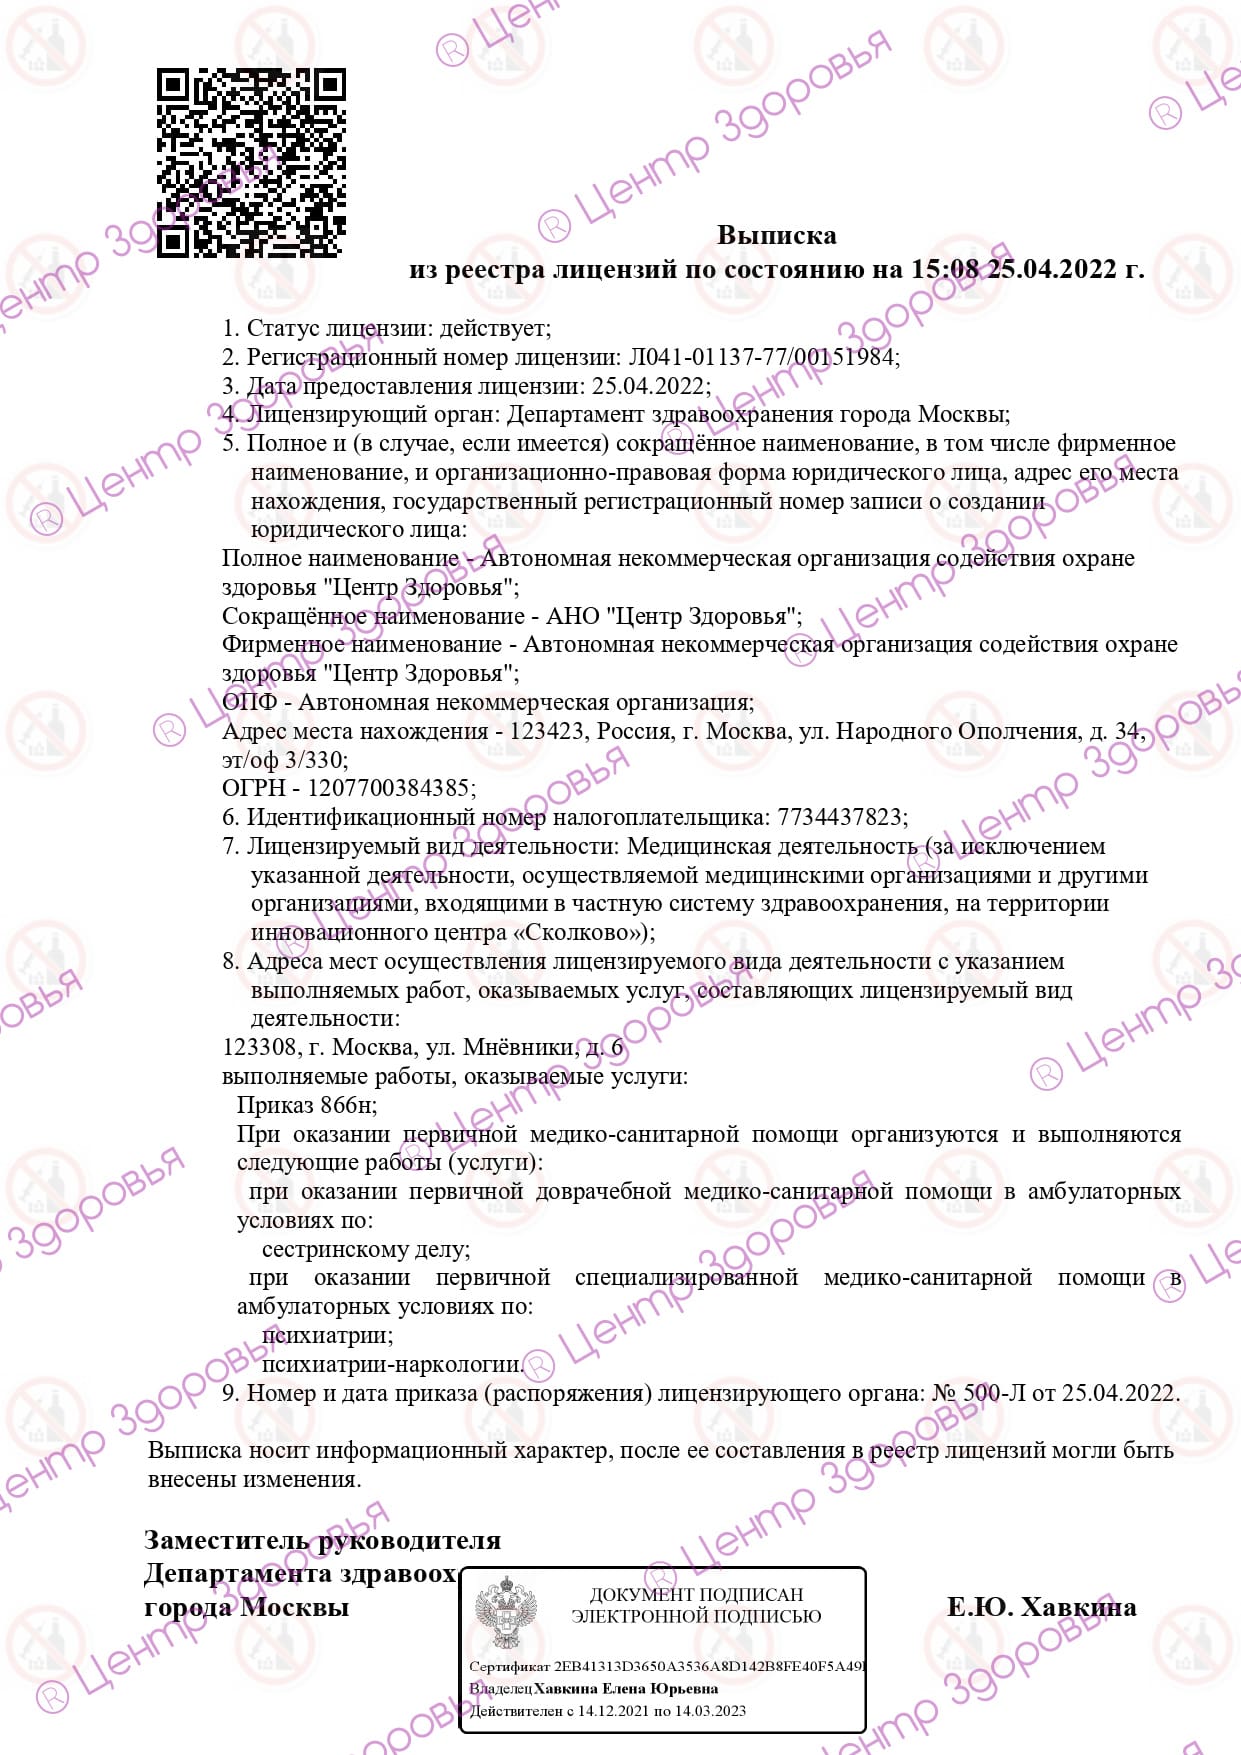 Выписка
из реестра лицензий по состоянию на 15:08 25.04.2022 г.
1. Статус лицензии: действует;
2. Регистрационный номер лицензии: Л041-01137-77/00151984;
3. Дата предоставления лицензии: 25.04.2022;
4. Лицензирующий орган: Департамент здравоохранения города Москвы;
5. Полное и (в случае, если имеется) сокращённое наименование, в том числе фирменное
наименование, и организационно-правовая форма юридического лица, адрес его места
нахождения, государственный регистрационный номер записи о создании
юридического лица:
Полное наименование - Автономная некоммерческая организация содействия охране
здоровья "Центр Здоровья";
Сокращённое наименование - АНО "Центр Здоровья";
Фирменное наименование - Автономная некоммерческая организация содействия охране
здоровья "Центр Здоровья";
ОПФ - Автономная некоммерческая организация;
Адрес места нахождения - 123423, Россия, г. Москва, ул. Народного Ополчения, д. 34,
эт/оф 3/330;
ОГРН - 1207700384385;
6. Идентификационный номер налогоплательщика: 7734437823;
7. Лицензируемый вид деятельности: Медицинская деятельность (за исключением
указанной деятельности, осуществляемой медицинскими организациями и другими
организациями, входящими в частную систему здравоохранения, на территории
инновационного центра «Сколково»);
8. Адреса мест осуществления лицензируемого вида деятельности с указанием
выполняемых работ, оказываемых услуг, составляющих лицензируемый вид
деятельности:
123308, г. Москва, ул. Мнёвники, д. 6
выполняемые работы, оказываемые услуги:
Приказ 866н;
При оказании первичной медико-санитарной помощи организуются и выполняются
следующие работы (услуги):
при оказании первичной доврачебной медико-санитарной помощи в амбулаторных
условиях по:
сестринскому делу;
при оказании первичной специализированной медико-санитарной помощи в
амбулаторных условиях по:
психиатрии;
психиатрии-наркологии.
9. Номер и дата приказа (распоряжения) лицензирующего органа: № 500-Л от 25.04.2022.
Выписка носит информационный характер, после ее составления в реестр лицензий могли быть
внесены изменения.
Заместитель руководителя
Департамента здравоох
города Москвы
ДОКУМЕНТ ПОДПИСАН
ЭЛЕКТРОННОЙ ПОДПИСЬЮ
Сертификат 2EB41313D3650A3536A8D142B8FE40F5A49
Владелец Хавкина Елена Юрьевна
Действителен с 14.12.2021 по 14.03.2023
Е.Ю. Хавкина
® Центр Здоровья